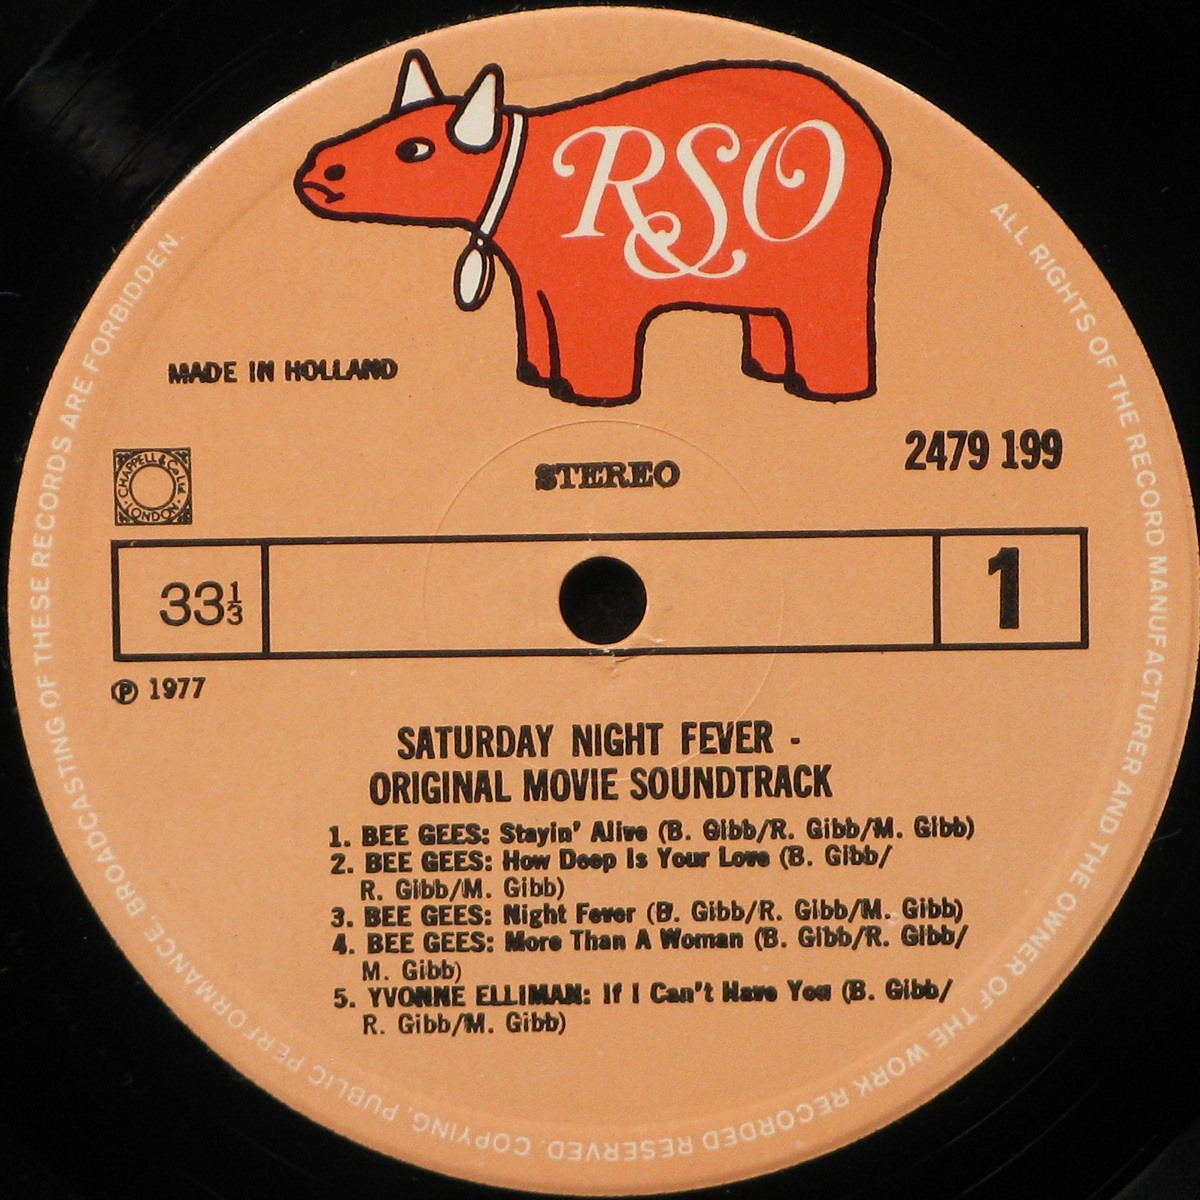 RSO
MADE IN HOLLAND
2479 199
STEREO
CHAPPELL & Co Ltd.
· LONDON ·
33⅓
1
℗ 1977
SATURDAY NIGHT FEVER -
ORIGINAL MOVIE SOUNDTRACK
1. BEE GEES: Stayin' Alive (B. Gibb/R. Gibb/M. Gibb)
2. BEE GEES: How Deep Is Your Love (B. Gibb/
R. Gibb/M. Gibb)
3. BEE GEES: Night Fever (B. Gibb/R. Gibb/M. Gibb)
4. BEE GEES: More Than A Woman (B. Gibb/R. Gibb/
M. Gibb)
5. YVONNE ELLIMAN: If I Can't Have You (B. Gibb/
R. Gibb/M. Gibb)
ALL RIGHTS OF THE RECORD MANUFACTURER AND THE OWNER OF THE WORK RECORDED RESERVED. COPYING, PUBLIC PERFORMANCE, BROADCASTING OF THESE RECORDS ARE FORBIDDEN.